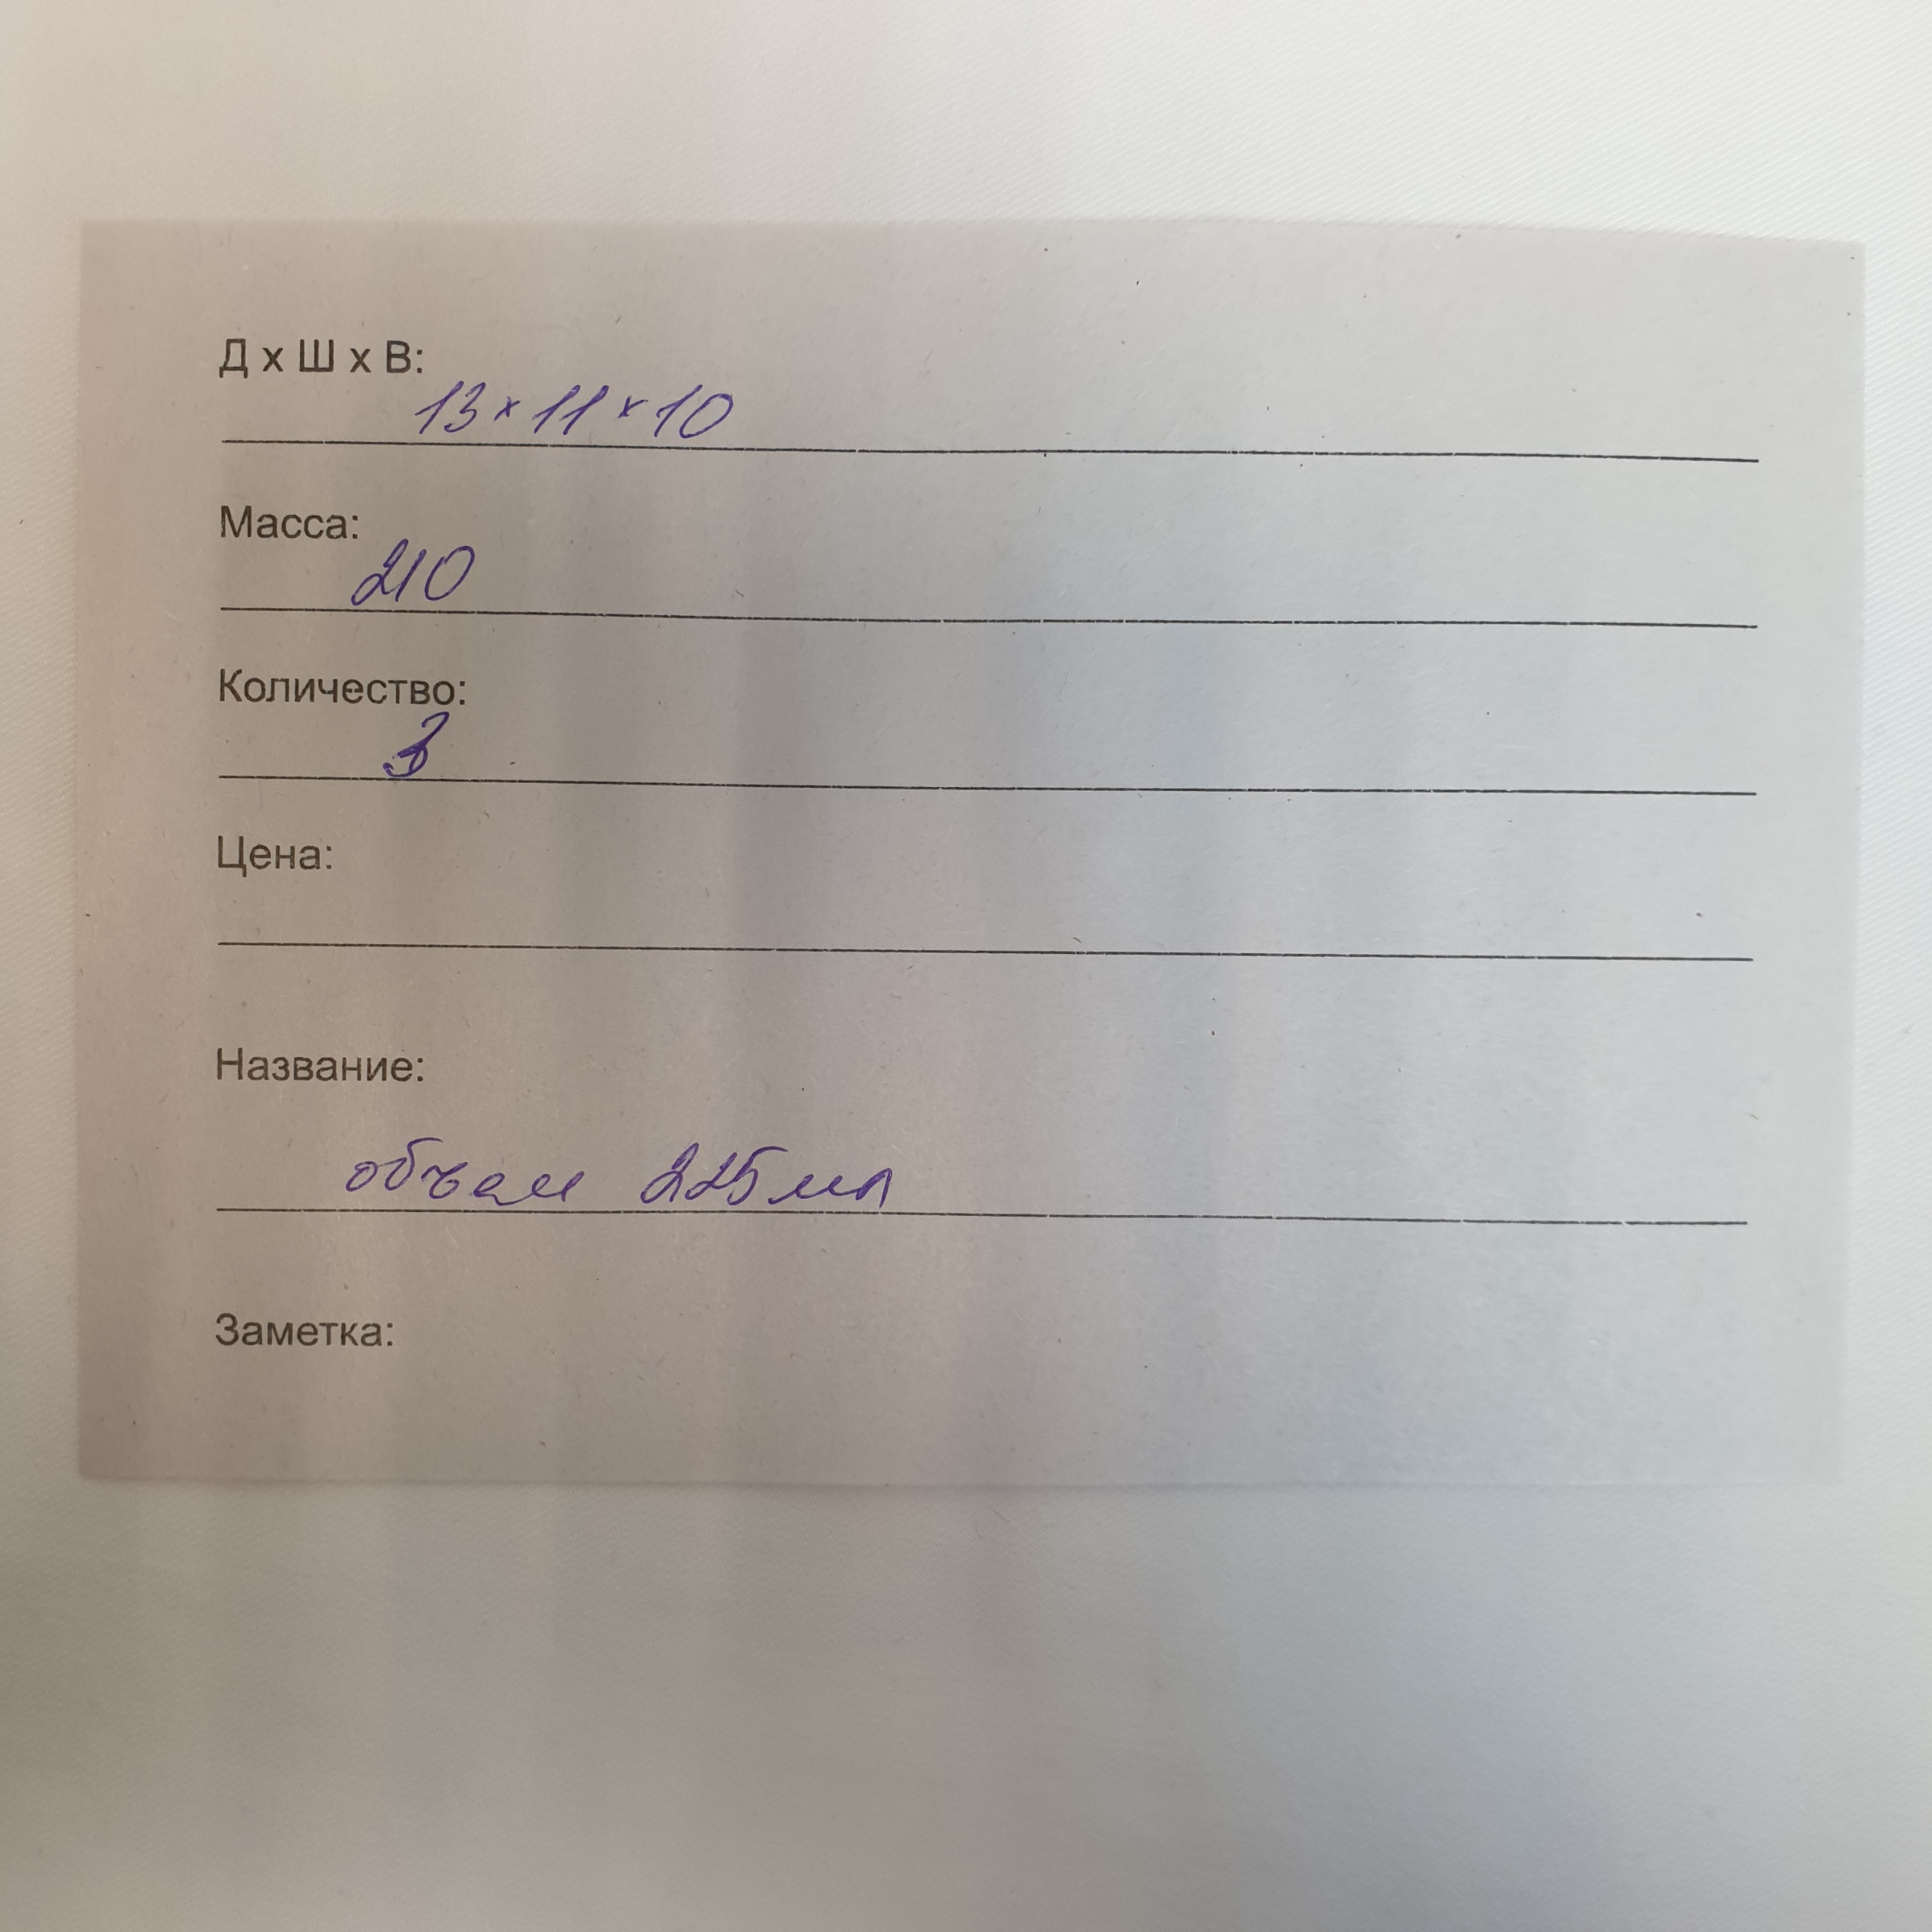 Д х Ш х В:
13×11×10
Масса:
210
Количество:
3
Цена:
Название:
объем 225мл
Заметка: